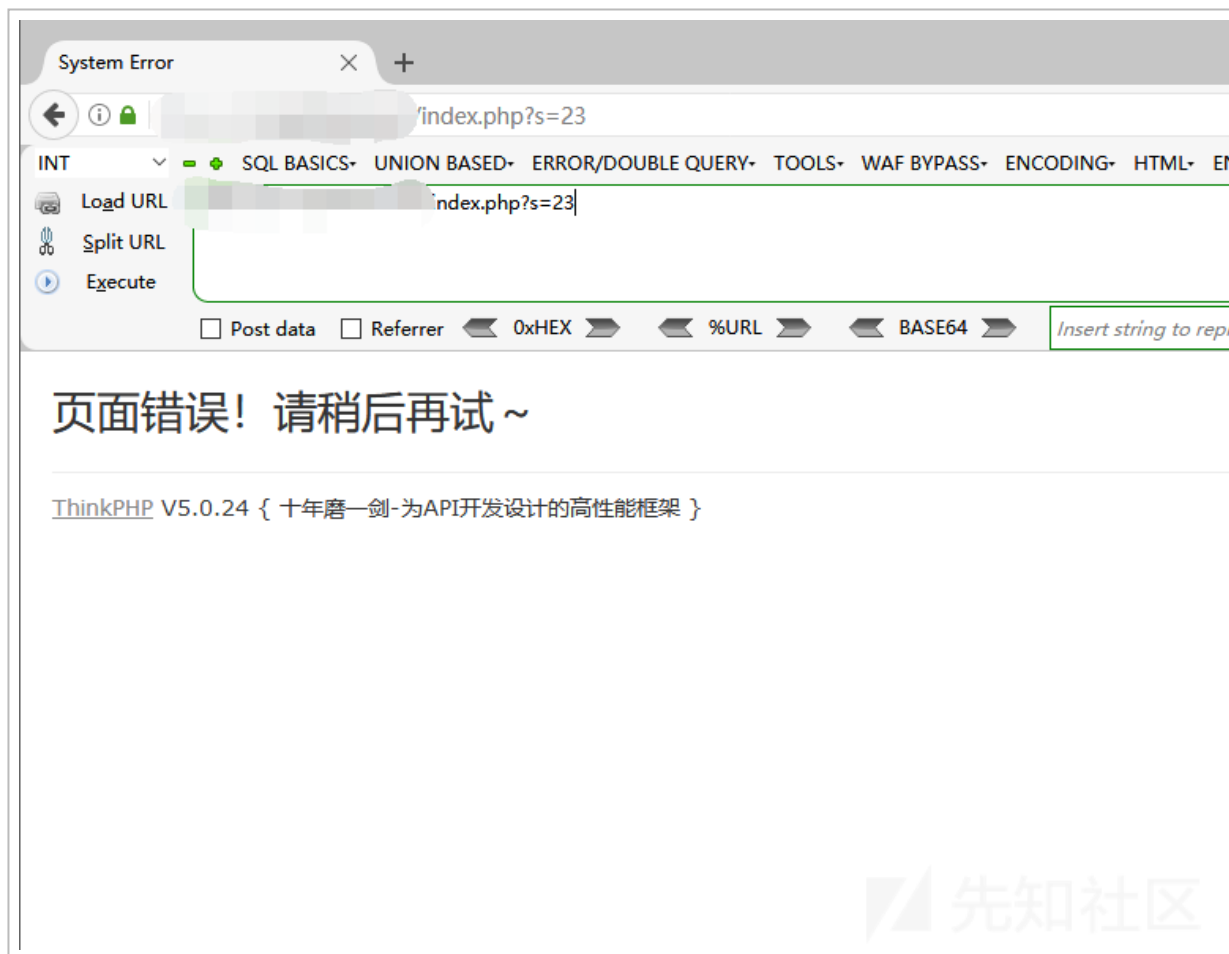 System Error
/index.php?s=23
INT SQL BASICS UNION BASED ERROR/DOUBLE QUERY TOOLS WAF BYPASS ENCODING HTML
Load URL
index.php?s=23
Split URL
Execute
Post data Referrer 0xHEX %URL BASE64 Insert string to
页面错误！请稍后再试～
ThinkPHP V5.0.24 { 十年磨一剑-为API开发设计的高性能框架 }
先知社区